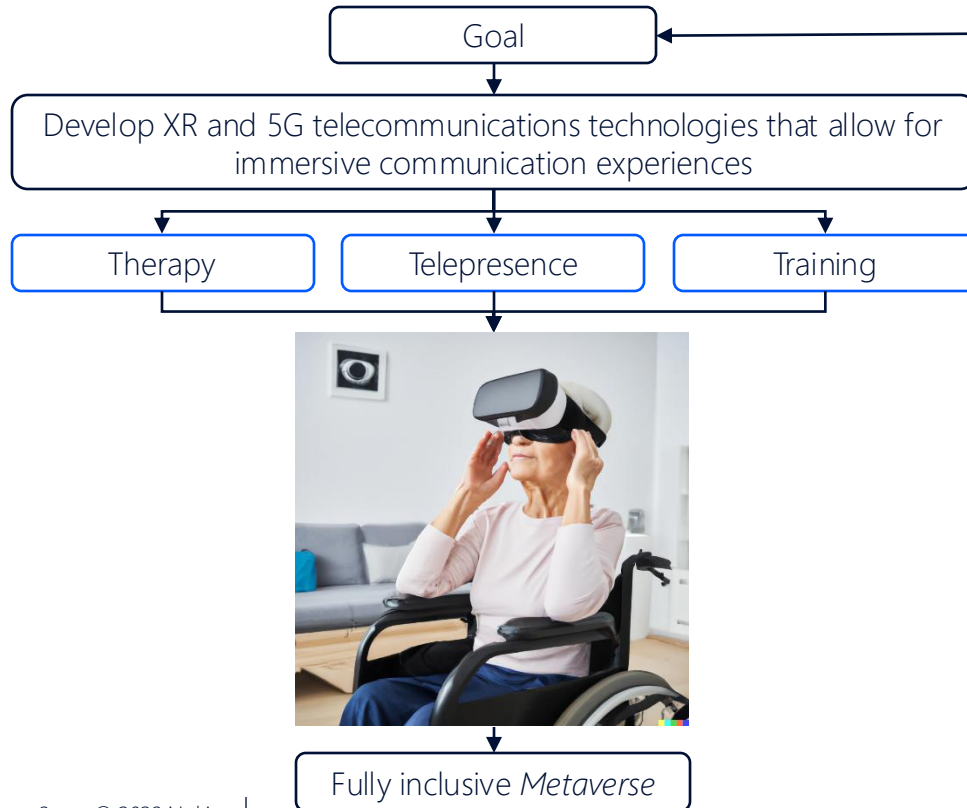 Goal
Develop XR and 5G telecommunications technologies that allow for
immersive communication experiences
Therapy
Telepresence
Training
Fully inclusive Metaverse